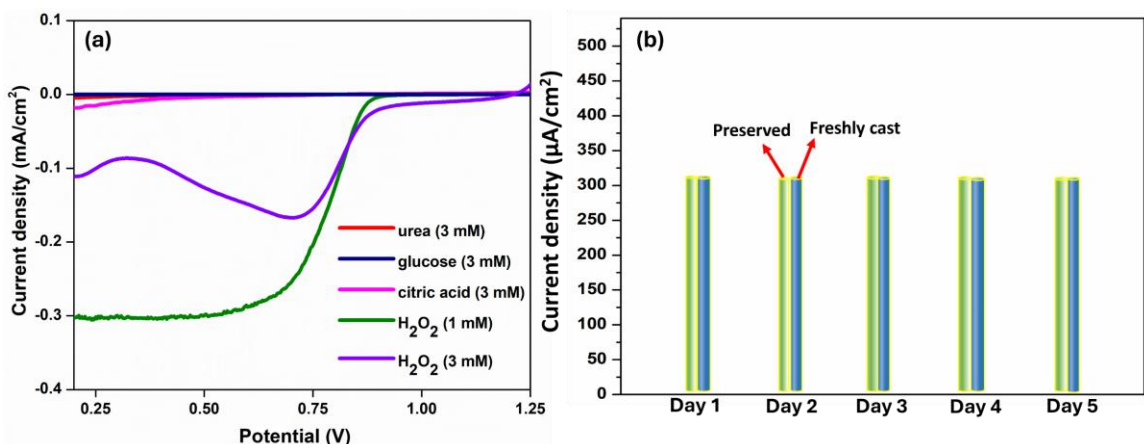 (a)
0.1
0.0
-0.1
-0.2
-0.3
-0.4
Current density (mA/cm²)
urea (3 mM)
glucose (3 mM)
citric acid (3 mM)
H₂O₂ (1 mM)
H₂O₂ (3 mM)
0.25 0.50 0.75 1.00 1.25
Potential (V)
(b)
500
450
400
350
300
250
200
150
100
50
0
Current density (µA/cm²)
Preserved
Freshly cast
Day 1 Day 2 Day 3 Day 4 Day 5